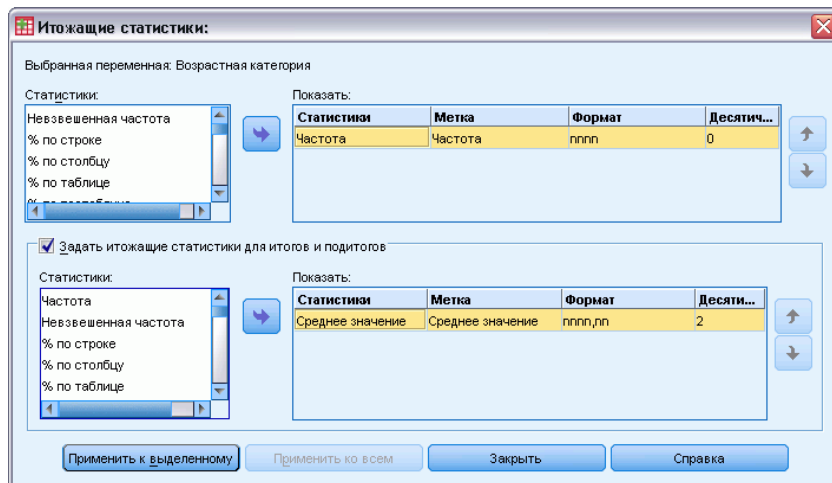 Итожащие статистики:
Выбранная переменная: Возрастная категория
Статистики:
Невзвешенная частота
% по строке
% по столбцу
% по таблице
Показать:
Статистики Метка Формат Десятич...
Частота Частота nnnn 0
Задать итожащие статистики для итогов и подитогов
Статистики:
Частота
Невзвешенная частота
% по строке
% по столбцу
% по таблице
Показать:
Статистики Метка Формат Десяти...
Среднее значение Среднее значение nnnn,nn 2
Применить к выделенному Применить ко всем Закрыть Справка